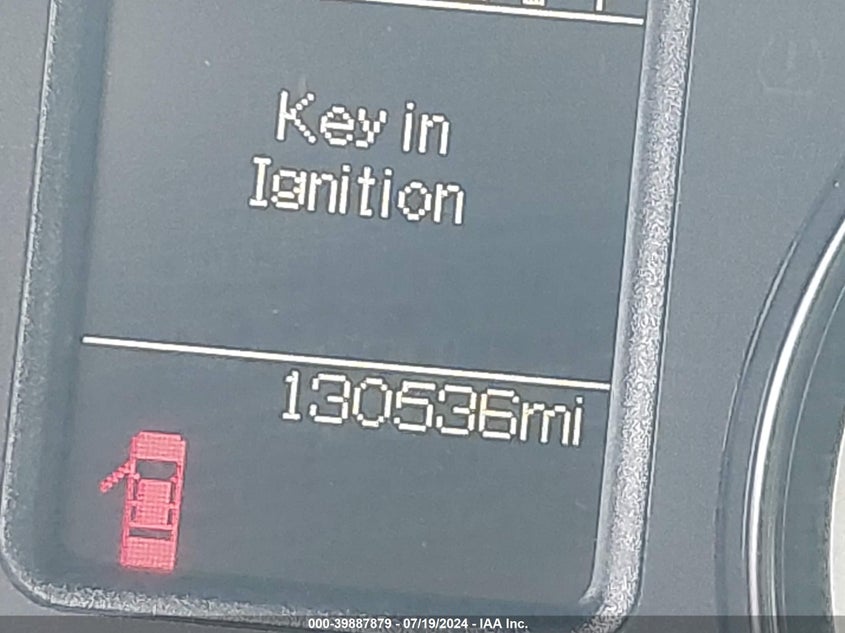 Key in
Ignition
130536mi
000-39887879 - 07/19/2024 - IAA Inc.